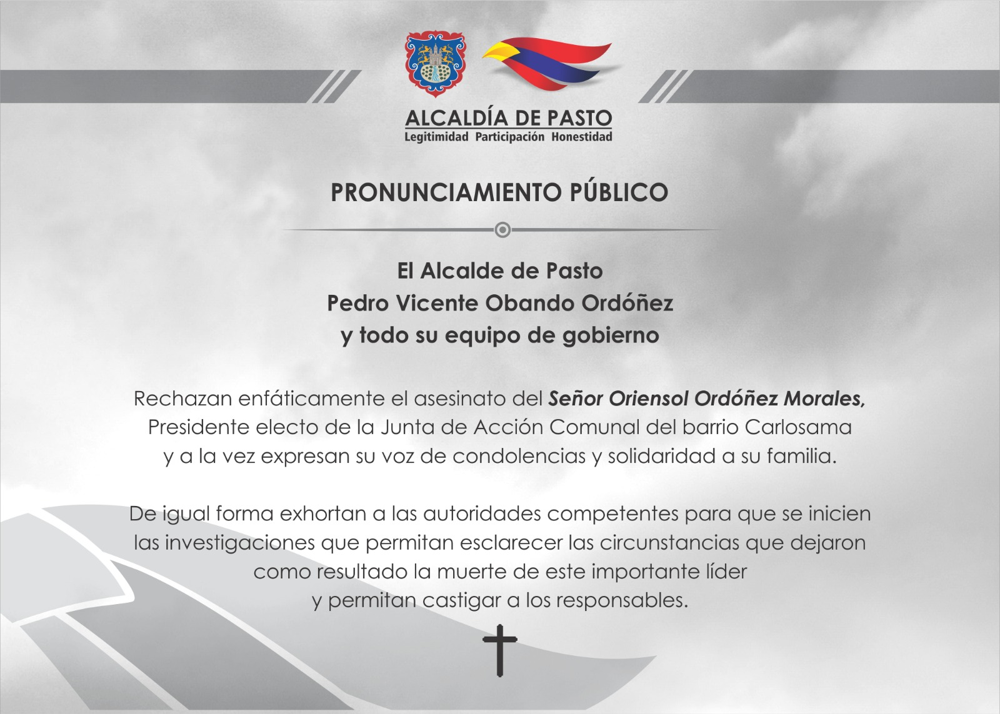 ALCALDÍA DE PASTO
Legitimidad Participación Honestidad
PRONUNCIAMIENTO PÚBLICO
El Alcalde de Pasto
Pedro Vicente Obando Ordóñez
y todo su equipo de gobierno
Rechazan enfáticamente el asesinato del Señor Oriensol Ordóñez Morales,
Presidente electo de la Junta de Acción Comunal del barrio Carlosama
y a la vez expresan su voz de condolencias y solidaridad a su familia.
De igual forma exhortan a las autoridades competentes para que se inicien
las investigaciones que permitan esclarecer las circunstancias que dejaron
como resultado la muerte de este importante líder
y permitan castigar a los responsables.